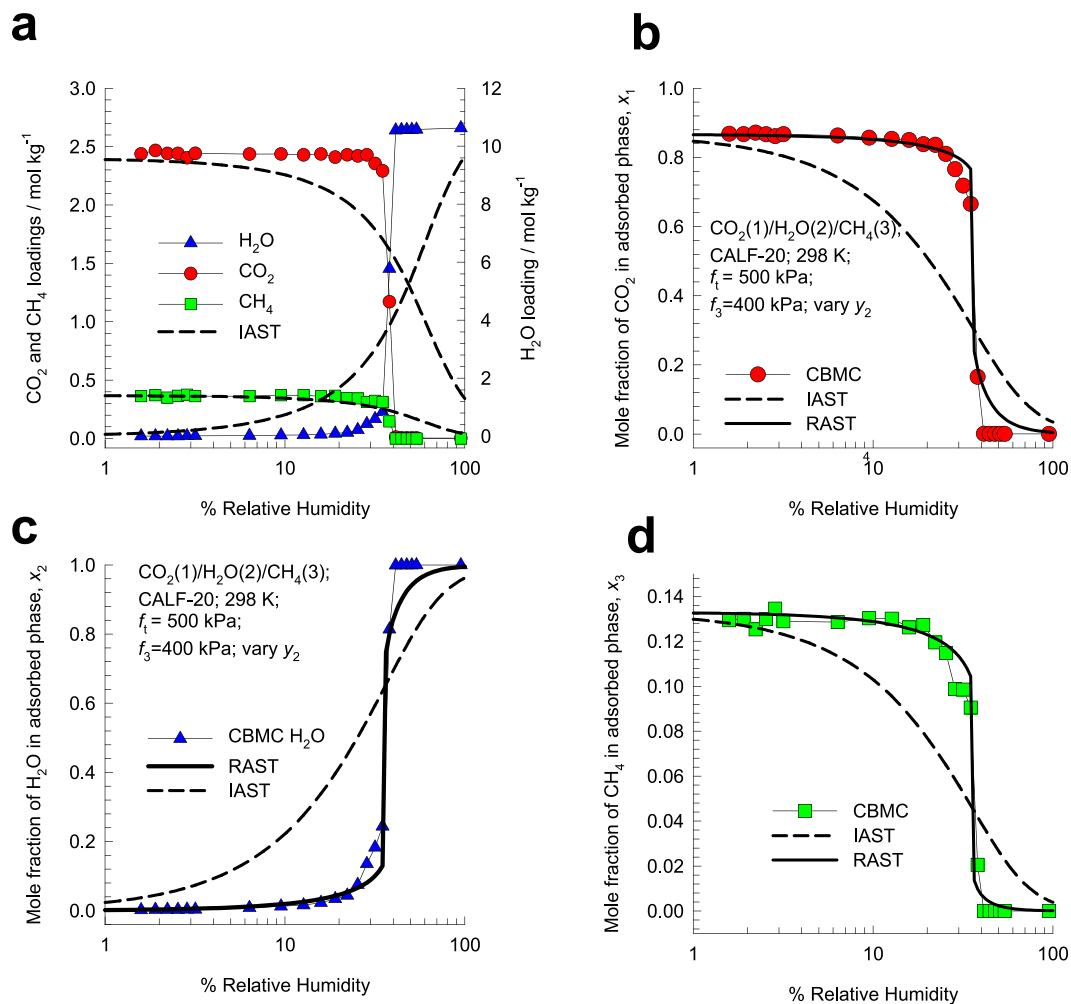 a
CO2 and CH4 loadings / mol kg-1
3.0
2.5
2.0
1.5
1.0
0.5
0.0
12
10
8
6
4
2
0
H2O loading / mol kg-1
H2O
CO2
CH4
IAST
1
10
100
% Relative Humidity
b
Mole fraction of CO2 in adsorbed phase, x1
1.0
0.8
0.6
0.4
0.2
0.0
CO2(1)/H2O(2)/CH4(3);
CALF-20; 298 K;
ft = 500 kPa;
f3=400 kPa; vary y2
CBMC
IAST
RAST
1
4
10
100
% Relative Humidity
c
Mole fraction of H2O in adsorbed phase, x2
1.0
0.8
0.6
0.4
0.2
0.0
CO2(1)/H2O(2)/CH4(3);
CALF-20; 298 K;
ft = 500 kPa;
f3=400 kPa; vary y2
CBMC H2O
RAST
IAST
1
10
100
% Relative Humidity
d
Mole fraction of CH4 in adsorbed phase, x3
0.14
0.12
0.10
0.08
0.06
0.04
0.02
0.00
CBMC
IAST
RAST
1
10
100
% Relative Humidity